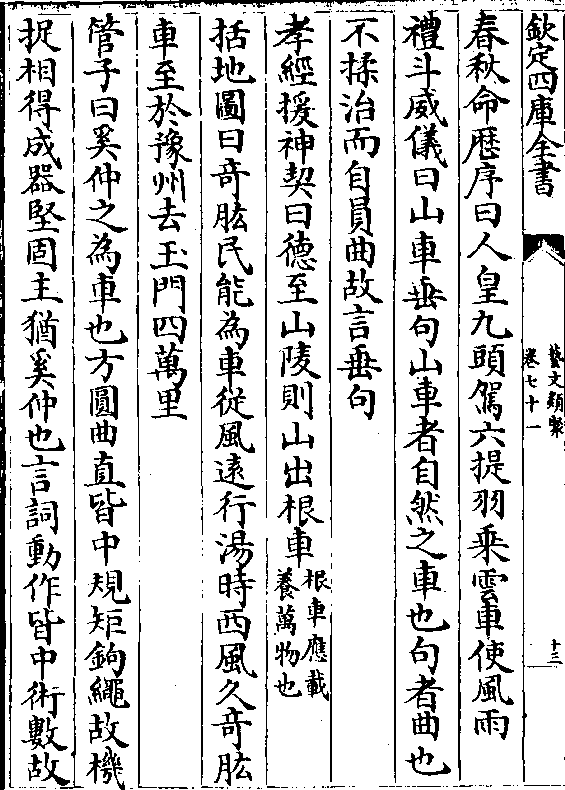 欽定四庫全書
藝文類聚
卷七十一
十三
春秋命厯序曰人皇九頭駕六提羽乗雲車使風雨
禮斗威儀曰山車垂句山車者自然之車也句者曲也
不揉治而自員曲故言垂句
孝經援神契曰德至山陵則山出根車根車應載
養萬物也
括地圖曰竒肱民能為車從風逺行湯時西風久竒肱
車至於豫州去玉門四萬里
管子曰奚仲之為車也方圓曲直皆中規矩鉤繩故機
捉相得成器堅固主猶奚仲也言詞動作皆中術數故